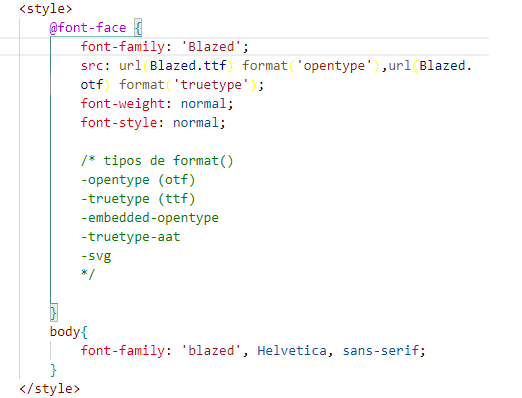 <style>
@font-face {
font-family: 'Blazed';
src: url(Blazed.ttf) format('opentype'),url(Blazed.
otf) format('truetype');
font-weight: normal;
font-style: normal;
/* tipos de format()
-opentype (otf)
-truetype (ttf)
-embedded-opentype
-truetype-aat
-svg
*/
}
body{
font-family: 'blazed', Helvetica, sans-serif;
}
</style>